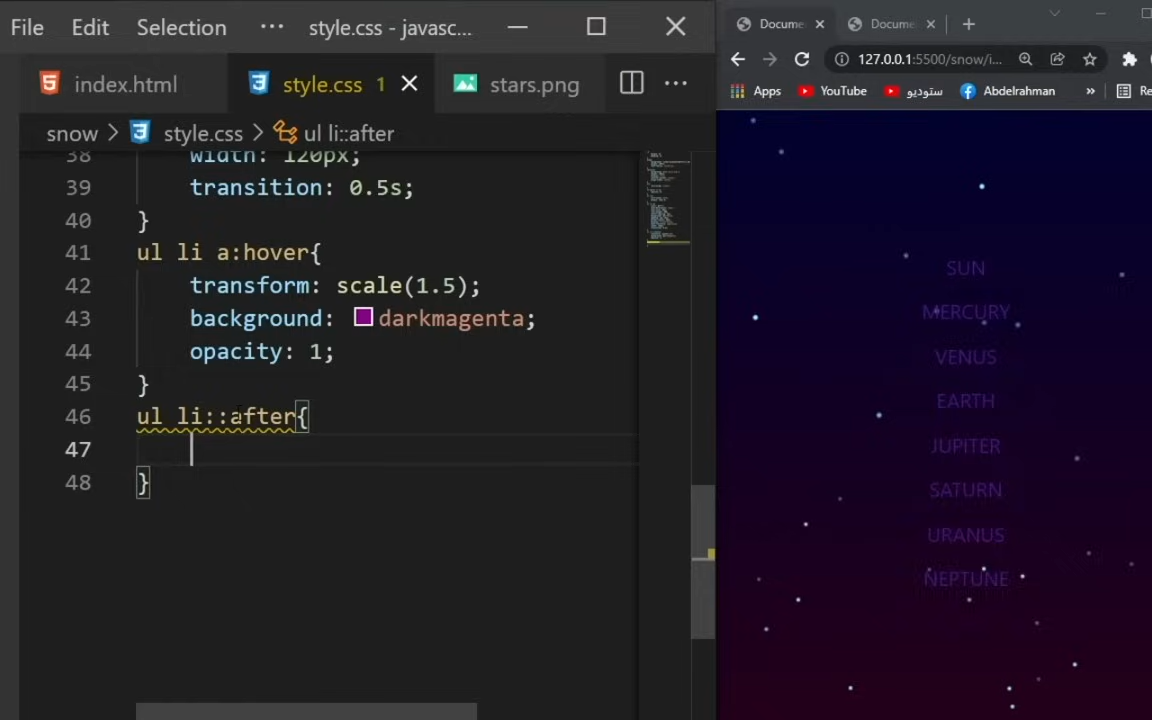 File Edit Selection ··· style.css - javasc...
index.html style.css 1 stars.png ···
snow > style.css > ul li::after
38 width: 120px;
39 transition: 0.5s;
40 }
41 ul li a:hover{
42 transform: scale(1.5);
43 background: darkmagenta;
44 opacity: 1;
45 }
46 ul li::after{
47
48 }
Docume Docume
127.0.0.1:5500/snow/i...
Apps YouTube ستوديو Abdelrahman » Re
SUN
MERCURY
VENUS
EARTH
JUPITER
SATURN
URANUS
NEPTUNE